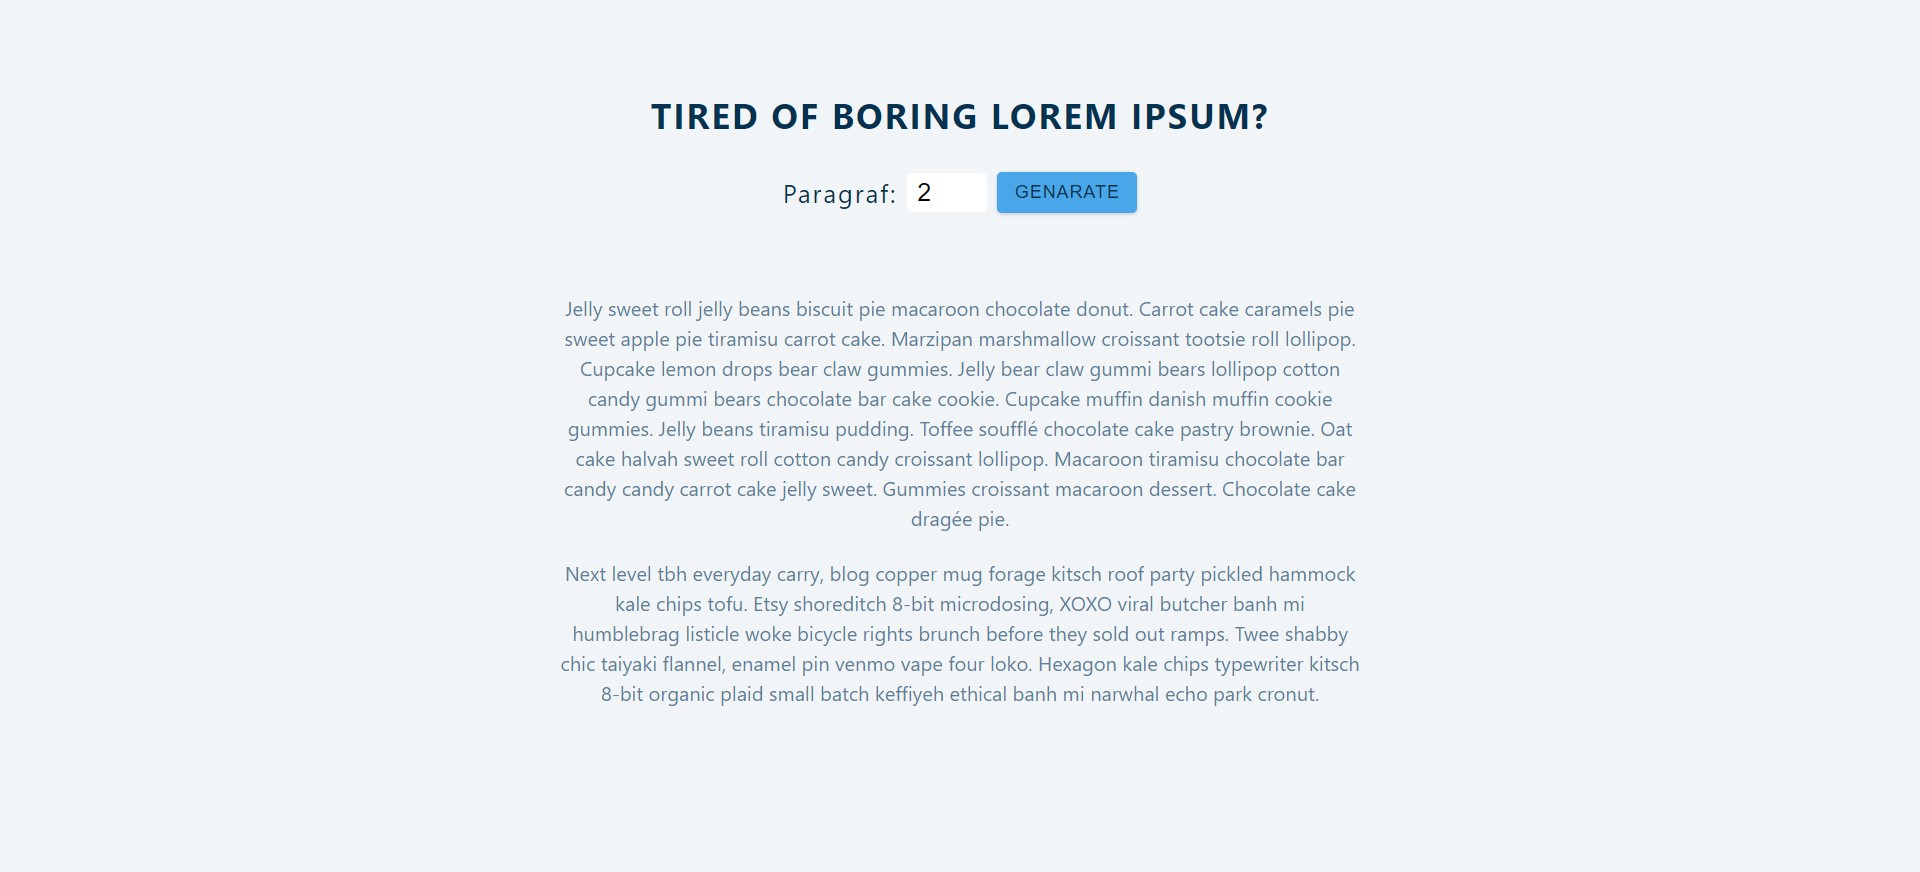 TIRED OF BORING LOREM IPSUM?
Paragraf: 2 GENARATE
Jelly sweet roll jelly beans biscuit pie macaroon chocolate donut. Carrot cake caramels pie
sweet apple pie tiramisu carrot cake. Marzipan marshmallow croissant tootsie roll lollipop.
Cupcake lemon drops bear claw gummies. Jelly bear claw gummi bears lollipop cotton
candy gummi bears chocolate bar cake cookie. Cupcake muffin danish muffin cookie
gummies. Jelly beans tiramisu pudding. Toffee soufflé chocolate cake pastry brownie. Oat
cake halvah sweet roll cotton candy croissant lollipop. Macaroon tiramisu chocolate bar
candy candy carrot cake jelly sweet. Gummies croissant macaroon dessert. Chocolate cake
dragée pie.
Next level tbh everyday carry, blog copper mug forage kitsch roof party pickled hammock
kale chips tofu. Etsy shoreditch 8-bit microdosing, XOXO viral butcher banh mi
humblebrag listicle woke bicycle rights brunch before they sold out ramps. Twee shabby
chic taiyaki flannel, enamel pin venmo vape four loko. Hexagon kale chips typewriter kitsch
8-bit organic plaid small batch keffiyeh ethical banh mi narwhal echo park cronut.